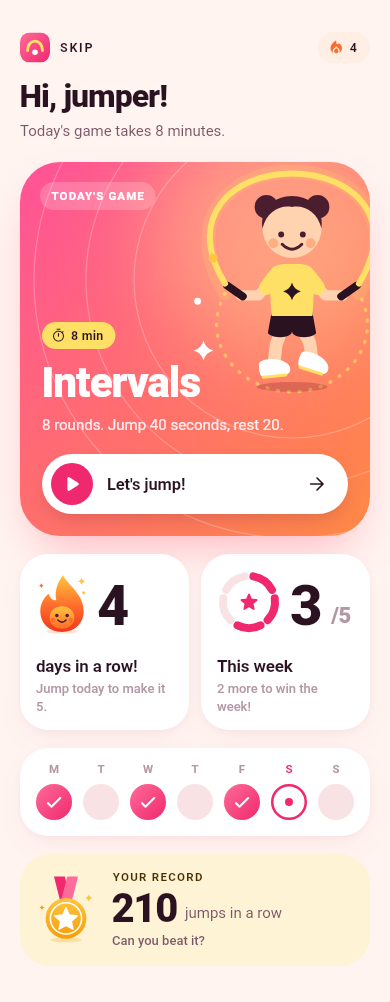 SKIP
4
Hi, jumper!
Today's game takes 8 minutes.
TODAY'S GAME
8 min
Intervals
8 rounds. Jump 40 seconds, rest 20.
Let's jump!
4
days in a row!
Jump today to make it
5.
3 /5
This week
2 more to win the
week!
M T W T F S S
YOUR RECORD
210 jumps in a row
Can you beat it?